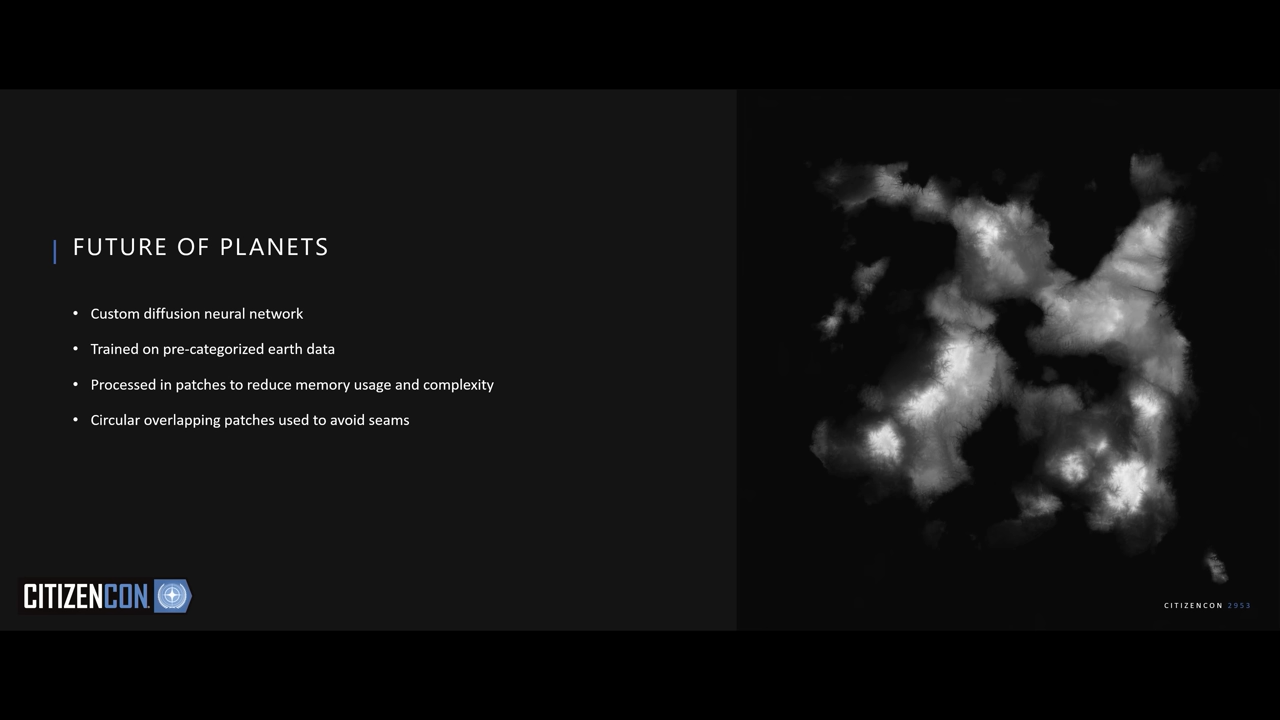 FUTURE OF PLANETS
• Custom diffusion neural network
• Trained on pre-categorized earth data
• Processed in patches to reduce memory usage and complexity
• Circular overlapping patches used to avoid seams
CITIZENCON
CITIZENCON 2953